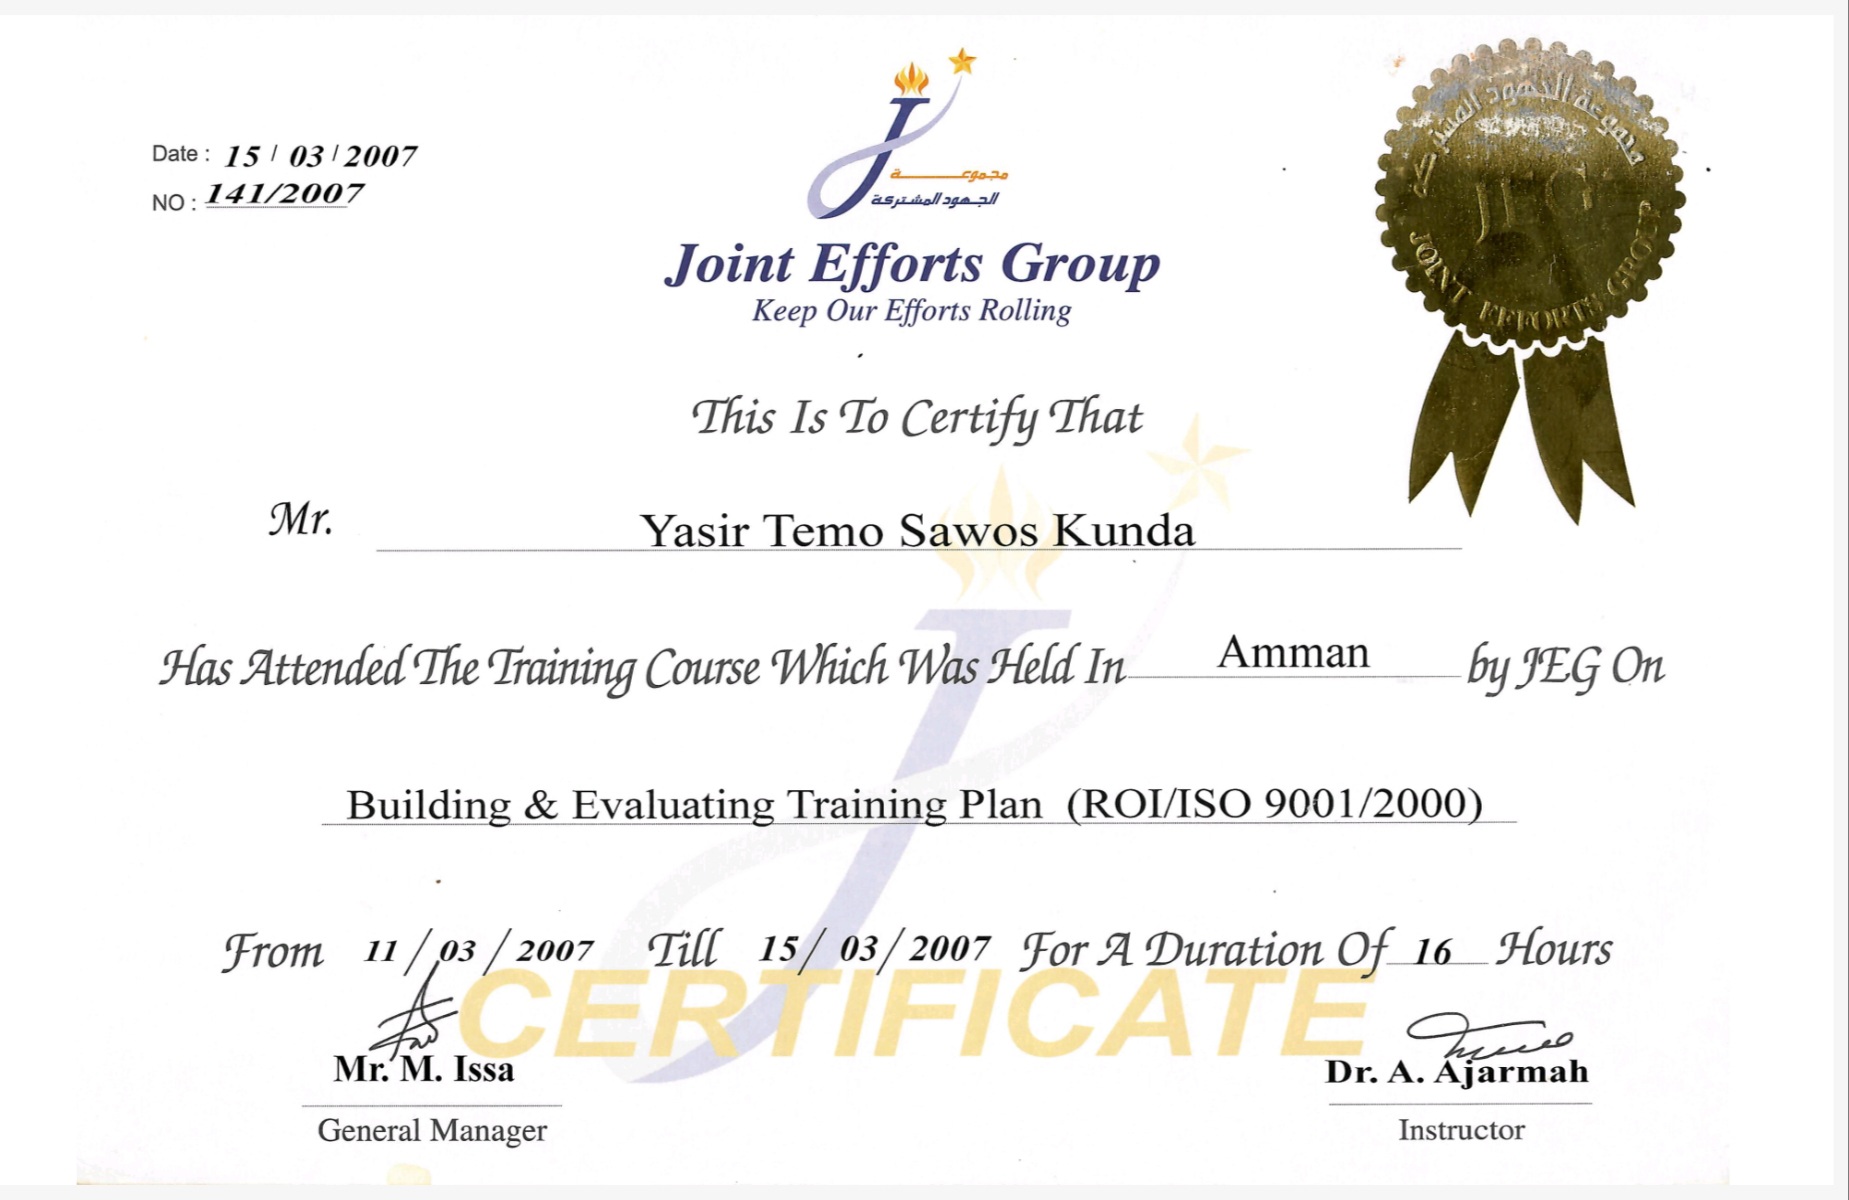 Date : 15 / 03 / 2007
NO : 141/2007
مجموعة
الجهود المشتركة
Joint Efforts Group
Keep Our Efforts Rolling
مجموعة الجهود المشتركة
JEG
JOINT EFFORTS GROUP
This Is To Certify That
Mr. Yasir Temo Sawos Kunda
Has Attended The Training Course Which Was Held In Amman by JEG On
Building & Evaluating Training Plan (ROI/ISO 9001/2000)
From 11 / 03 / 2007 Till 15 / 03 / 2007 For A Duration Of 16 Hours
CERTIFICATE
Mr. M. Issa
General Manager
Dr. A. Ajarmah
Instructor